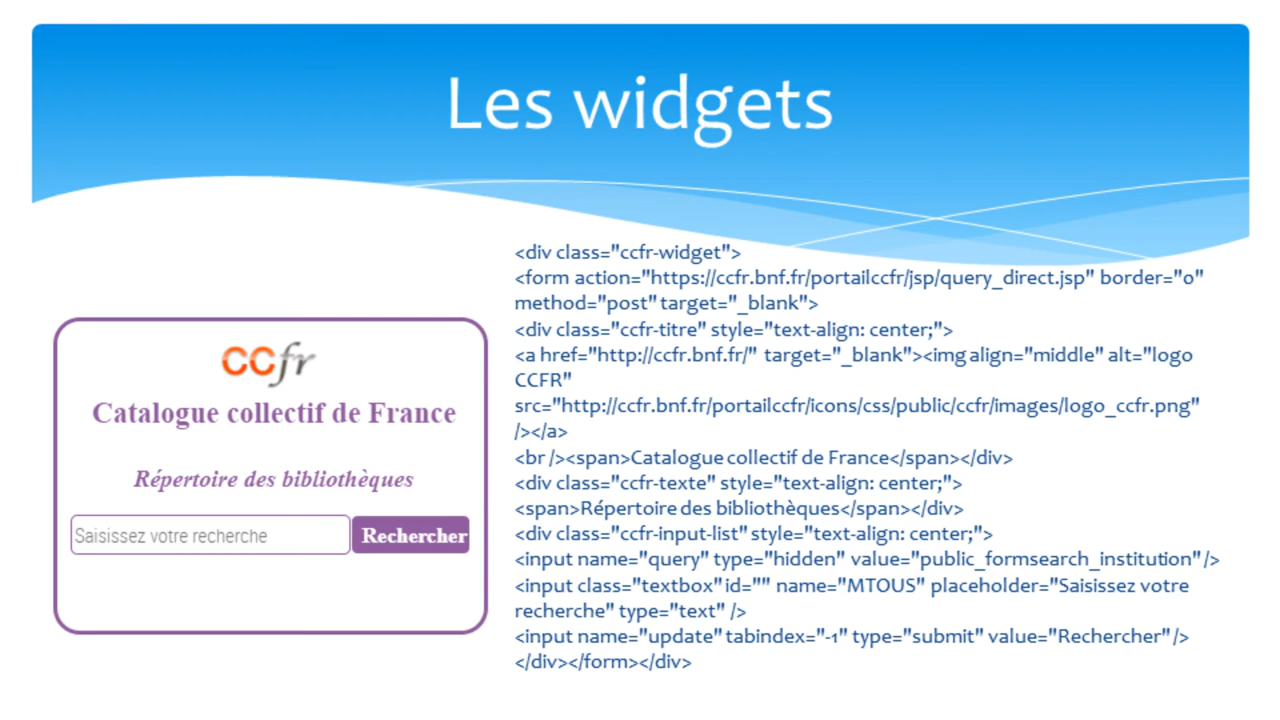 Les widgets
CCfr
Catalogue collectif de France
Répertoire des bibliothèques
Saisissez votre recherche
Rechercher
<div class="ccfr-widget">
<form action="https://ccfr.bnf.fr/portailccfr/jsp/query_direct.jsp" border="0"
method="post" target="_blank">
<div class="ccfr-titre" style="text-align: center;">
<a href="http://ccfr.bnf.fr/" target="_blank"><img align="middle" alt="logo
CCFR"
src="http://ccfr.bnf.fr/portailccfr/icons/css/public/ccfr/images/logo_ccfr.png"
/></a>
<br /><span>Catalogue collectif de France</span></div>
<div class="ccfr-texte" style="text-align: center;">
<span>Répertoire des bibliothèques</span></div>
<div class="ccfr-input-list" style="text-align: center;">
<input name="query" type="hidden" value="public_formsearch_institution" />
<input class="textbox" id="" name="MTOUS" placeholder="Saisissez votre
recherche" type="text" />
<input name="update" tabindex="-1" type="submit" value="Rechercher" />
</div></form></div>